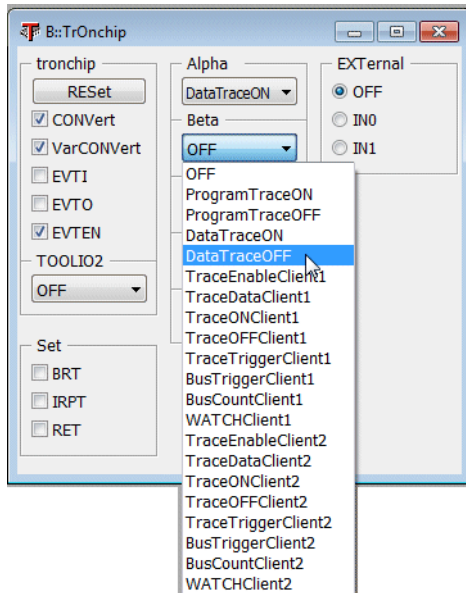 B::TrOnchip
tronchip
RESet
CONVert
VarCONVert
EVTI
EVTO
EVTEN
TOOLIO2
OFF
Set
BRT
IRPT
RET
Alpha
DataTraceON
Beta
OFF
OFF
ProgramTraceON
ProgramTraceOFF
DataTraceON
DataTraceOFF
TraceEnableClient1
TraceDataClient1
TraceONClient1
TraceOFFClient1
TraceTriggerClient1
BusTriggerClient1
BusCountClient1
WATCHClient1
TraceEnableClient2
TraceDataClient2
TraceONClient2
TraceOFFClient2
TraceTriggerClient2
BusTriggerClient2
BusCountClient2
WATCHClient2
EXTernal
OFF
IN0
IN1